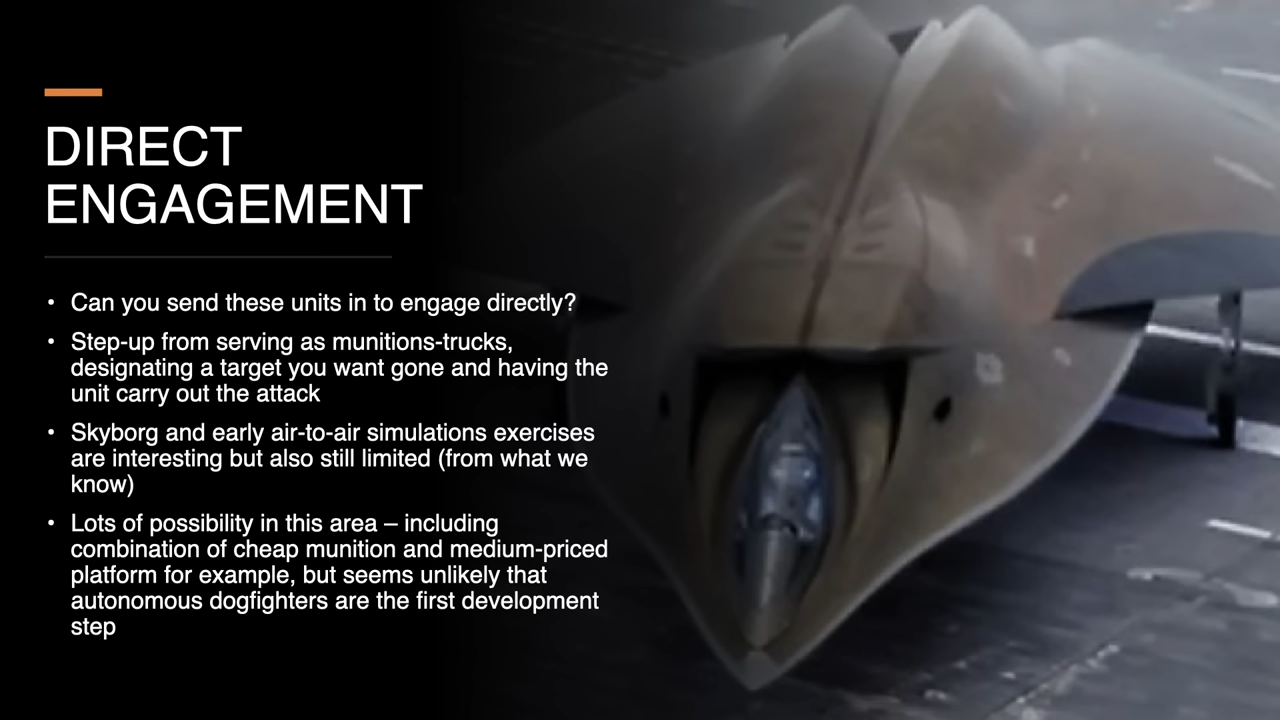 DIRECT
ENGAGEMENT
• Can you send these units in to engage directly?
• Step-up from serving as munitions-trucks,
designating a target you want gone and having the
unit carry out the attack
• Skyborg and early air-to-air simulations exercises
are interesting but also still limited (from what we
know)
• Lots of possibility in this area – including
combination of cheap munition and medium-priced
platform for example, but seems unlikely that
autonomous dogfighters are the first development
step